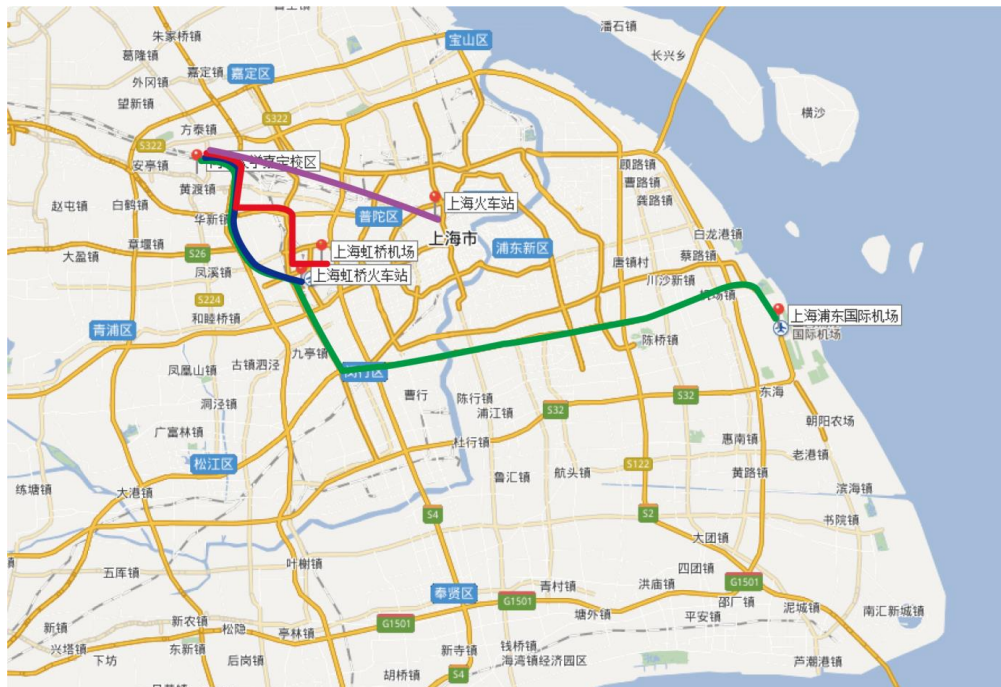 潘石镇
朱家桥镇
宝山区
长兴乡
葛隆镇
嘉定镇
嘉定区
外冈镇
横沙
望新镇
S322
方泰镇
S322
安亭镇
学嘉定校区
顾路镇
黄渡镇
曹路镇
赵屯镇
白鹤镇
龚路镇
上海火车站
华新镇
普陀区
上海市
白龙港镇
章堰镇
上海虹桥机场
浦东新区
蔡路镇
大盈镇
S26
唐镇村
凤溪镇
上海虹桥火车站
川沙新镇
机场镇
S224
和睦桥镇
上海浦东国际机场
青浦区
国际机场
陈桥镇
九亭镇
古镇泗泾
凤凰山镇
闵行区
曹行
陈行镇
S32
东海
洞泾镇
浦江镇
S32
朝阳农场
广富林镇
杜行镇
惠南镇
老港镇
松江区
S122
航头镇
黄路镇
鲁汇镇
练塘镇
大港镇
滨海镇
S4
S2
书院镇
大团镇
叶榭镇
四团镇
五厍镇
奉贤区
青村镇
洪庙镇
G1501
G1501
邵厂镇
泥城镇
南汇新城镇
塘外镇
平安镇
新镇
新农镇
松隐
亭林镇
G1501
兴塔镇
东新镇
新寺镇
钱桥镇
下坊
后岗镇
海湾镇经济园区
芦潮港镇
胡桥镇
S4